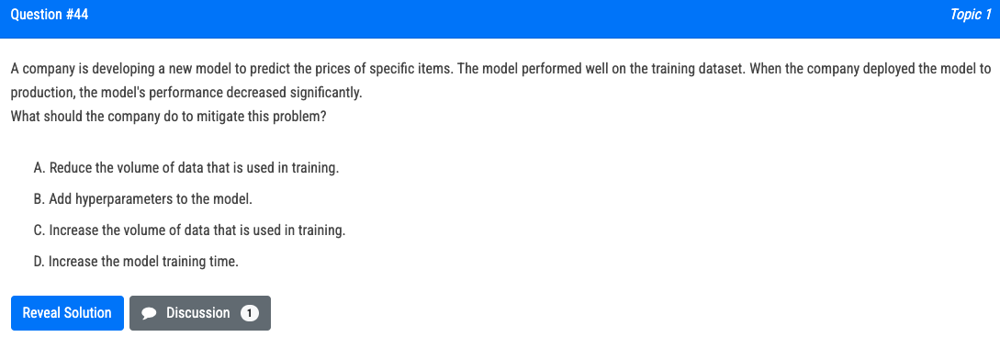 Question #44
Topic 1
A company is developing a new model to predict the prices of specific items. The model performed well on the training dataset. When the company deployed the model to
production, the model's performance decreased significantly.
What should the company do to mitigate this problem?
A. Reduce the volume of data that is used in training.
B. Add hyperparameters to the model.
C. Increase the volume of data that is used in training.
D. Increase the model training time.
Reveal Solution
Discussion 1